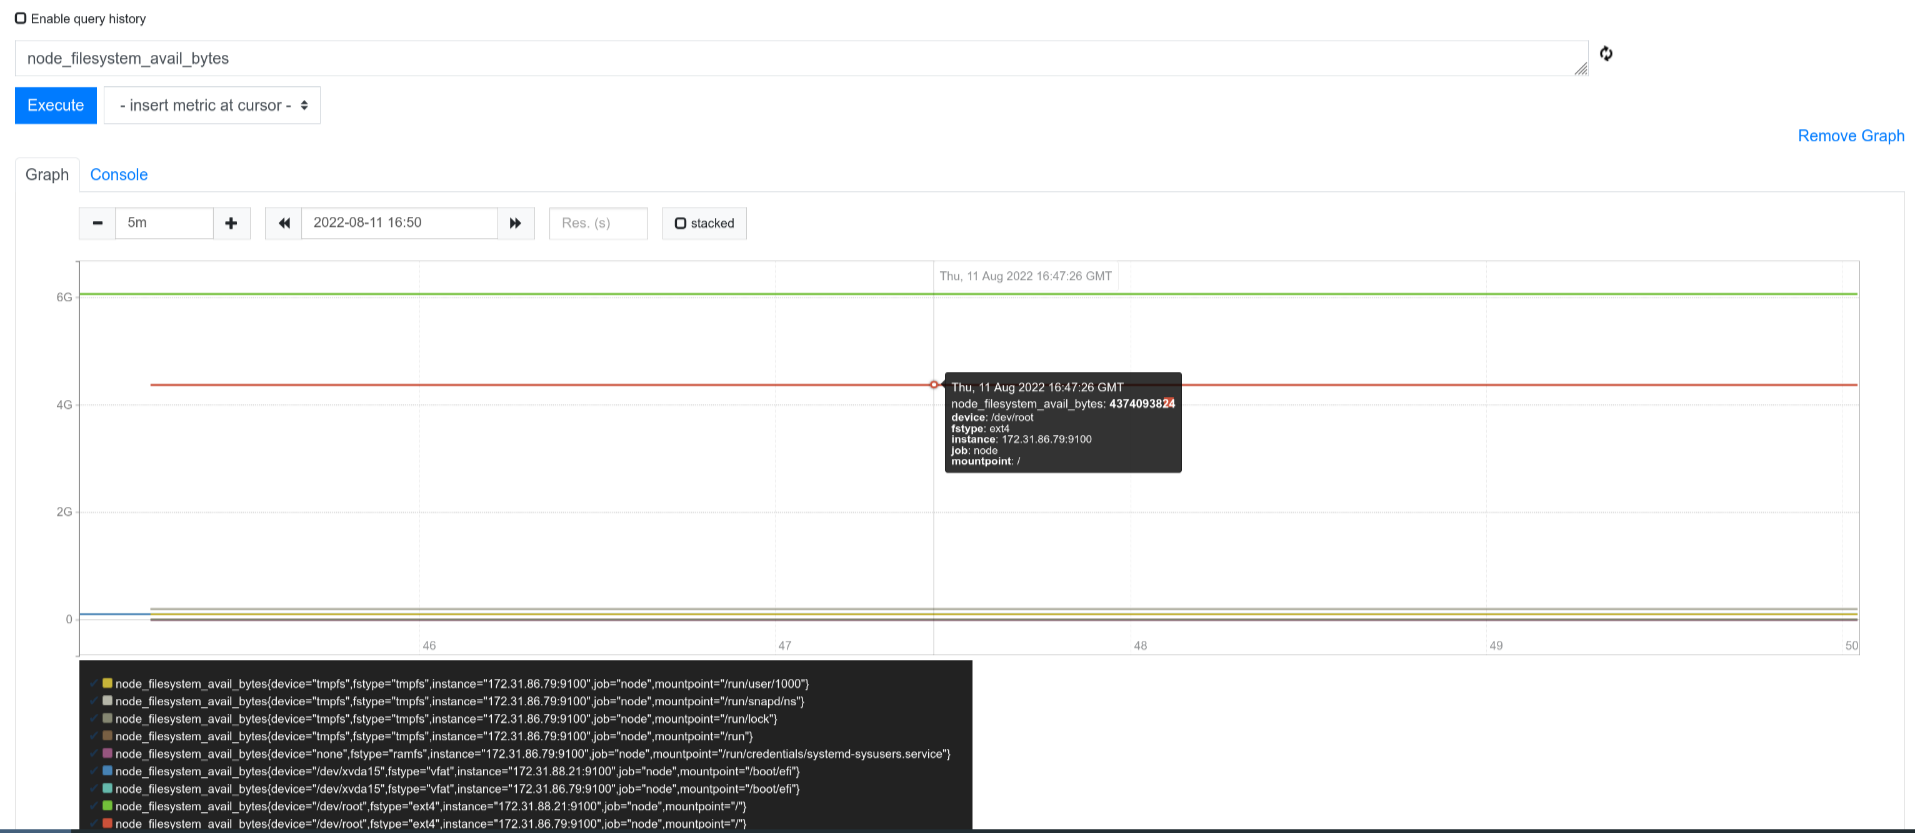 Enable query history
node_filesystem_avail_bytes
Execute
- insert metric at cursor -
Remove Graph
Graph Console
5m 2022-08-11 16:50 Res. (s) stacked
Thu, 11 Aug 2022 16:47:26 GMT
6G
4G
2G
0
Thu, 11 Aug 2022 16:47:26 GMT
node_filesystem_avail_bytes: 4374093824
device: /dev/root
fstype: ext4
instance: 172.31.86.79:9100
job: node
mountpoint: /
46 47 48 49 50
node_filesystem_avail_bytes{device="tmpfs",fstype="tmpfs",instance="172.31.86.79:9100",job="node",mountpoint="/run/user/1000"}
node_filesystem_avail_bytes{device="tmpfs",fstype="tmpfs",instance="172.31.86.79:9100",job="node",mountpoint="/run/snapd/ns"}
node_filesystem_avail_bytes{device="tmpfs",fstype="tmpfs",instance="172.31.86.79:9100",job="node",mountpoint="/run/lock"}
node_filesystem_avail_bytes{device="tmpfs",fstype="tmpfs",instance="172.31.86.79:9100",job="node",mountpoint="/run"}
node_filesystem_avail_bytes{device="none",fstype="ramfs",instance="172.31.86.79:9100",job="node",mountpoint="/run/credentials/systemd-sysusers.service"}
node_filesystem_avail_bytes{device="/dev/xvda15",fstype="vfat",instance="172.31.88.21:9100",job="node",mountpoint="/boot/efi"}
node_filesystem_avail_bytes{device="/dev/xvda15",fstype="vfat",instance="172.31.86.79:9100",job="node",mountpoint="/boot/efi"}
node_filesystem_avail_bytes{device="/dev/root",fstype="ext4",instance="172.31.88.21:9100",job="node",mountpoint="/"}
node_filesystem_avail_bytes{device="/dev/root",fstype="ext4",instance="172.31.86.79:9100",job="node",mountpoint="/"}